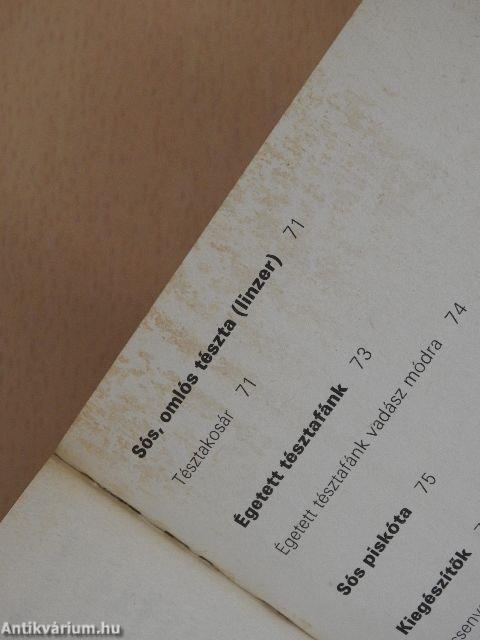 Sós, omlós tészta (linzer) 71
Tésztakosár 71
Égetett tésztafánk 73
Égetett tésztafánk vadász módra 74
Sós piskóta 75
Kiegészítők
Antikvárium.hu